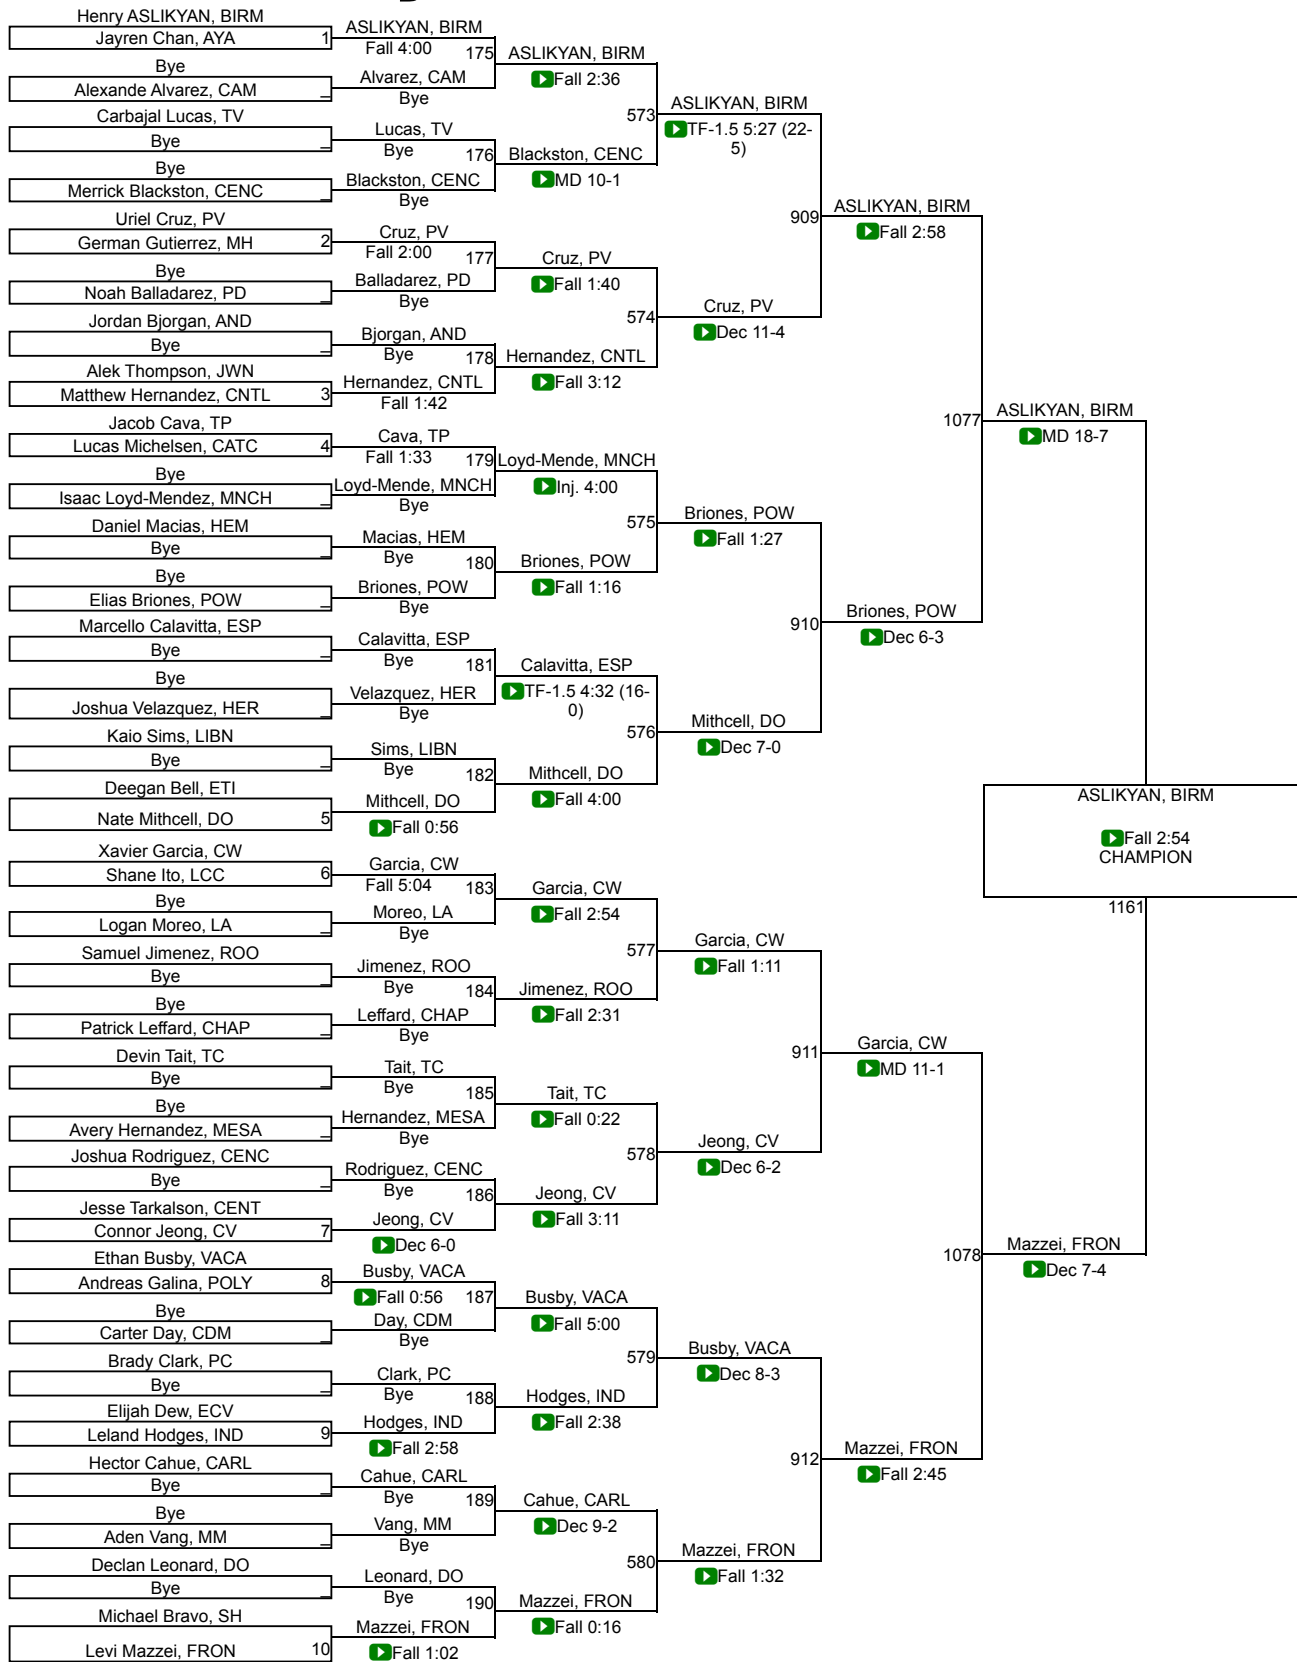 Henry ASLIKYAN, BIRM
Jayren Chan, AYA 1
Bye
Alexande Alvarez, CAM _
Carbajal Lucas, TV
Bye _
Bye
Merrick Blackston, CENC _
Uriel Cruz, PV
German Gutierrez, MH 2
Bye
Noah Balladarez, PD _
Jordan Bjorgan, AND
Bye _
Alek Thompson, JWN
Matthew Hernandez, CNTL 3
Jacob Cava, TP
Lucas Michelsen, CATC 4
Bye
Isaac Loyd-Mendez, MNCH _
Daniel Macias, HEM
Bye _
Bye
Elias Briones, POW _
Marcello Calavitta, ESP
Bye _
Bye
Joshua Velazquez, HER _
Kaio Sims, LIBN
Bye _
Deegan Bell, ETI
Nate Mithcell, DO 5
Xavier Garcia, CW
Shane Ito, LCC 6
Bye
Logan Moreo, LA _
Samuel Jimenez, ROO
Bye _
Bye
Patrick Leffard, CHAP _
Devin Tait, TC
Bye _
Bye
Avery Hernandez, MESA _
Joshua Rodriguez, CENC
Bye _
Jesse Tarkalson, CENT
Connor Jeong, CV 7
Ethan Busby, VACA
Andreas Galina, POLY 8
Bye
Carter Day, CDM _
Brady Clark, PC
Bye _
Elijah Dew, ECV
Leland Hodges, IND 9
Hector Cahue, CARL
Bye _
Bye
Aden Vang, MM _
Declan Leonard, DO
Bye _
Michael Bravo, SH
Levi Mazzei, FRON 10
ASLIKYAN, BIRM
Fall 4:00 175
Alvarez, CAM
Bye
Lucas, TV
Bye 176
Blackston, CENC
Bye
Cruz, PV
Fall 2:00 177
Balladarez, PD
Bye
Bjorgan, AND
Bye 178
Hernandez, CNTL
Fall 1:42
Cava, TP
Fall 1:33 179
Loyd-Mende, MNCH
Bye
Macias, HEM
Bye 180
Briones, POW
Bye
Calavitta, ESP
Bye 181
Velazquez, HER
Bye
Sims, LIBN
Bye 182
Mithcell, DO
Fall 0:56
Garcia, CW
Fall 5:04 183
Moreo, LA
Bye
Jimenez, ROO
Bye 184
Leffard, CHAP
Bye
Tait, TC
Bye 185
Hernandez, MESA
Bye
Rodriguez, CENC
Bye 186
Jeong, CV
Dec 6-0
Busby, VACA
Fall 0:56 187
Day, CDM
Bye
Clark, PC
Bye 188
Hodges, IND
Fall 2:58
Cahue, CARL
Bye 189
Vang, MM
Bye
Leonard, DO
Bye 190
Mazzei, FRON
Fall 1:02
ASLIKYAN, BIRM
Fall 2:36
573
Blackston, CENC
MD 10-1
Cruz, PV
Fall 1:40
574
Hernandez, CNTL
Fall 3:12
Loyd-Mende, MNCH
Inj. 4:00
575
Briones, POW
Fall 1:16
Calavitta, ESP
TF-1.5 4:32 (16-
0)
576
Mithcell, DO
Fall 4:00
Garcia, CW
Fall 2:54
577
Jimenez, ROO
Fall 2:31
Tait, TC
Fall 0:22
578
Jeong, CV
Fall 3:11
Busby, VACA
Fall 5:00
579
Hodges, IND
Fall 2:38
Cahue, CARL
Dec 9-2
580
Mazzei, FRON
Fall 0:16
ASLIKYAN, BIRM
TF-1.5 5:27 (22-
5)
909
Cruz, PV
Dec 11-4
Briones, POW
Fall 1:27
910
Mithcell, DO
Dec 7-0
Garcia, CW
Fall 1:11
911
Jeong, CV
Dec 6-2
Busby, VACA
Dec 8-3
912
Mazzei, FRON
Fall 1:32
ASLIKYAN, BIRM
Fall 2:58
1077
Briones, POW
Dec 6-3
Garcia, CW
MD 11-1
1078
Mazzei, FRON
Fall 2:45
ASLIKYAN, BIRM
MD 18-7
Mazzei, FRON
Dec 7-4
ASLIKYAN, BIRM
Fall 2:54
CHAMPION
1161